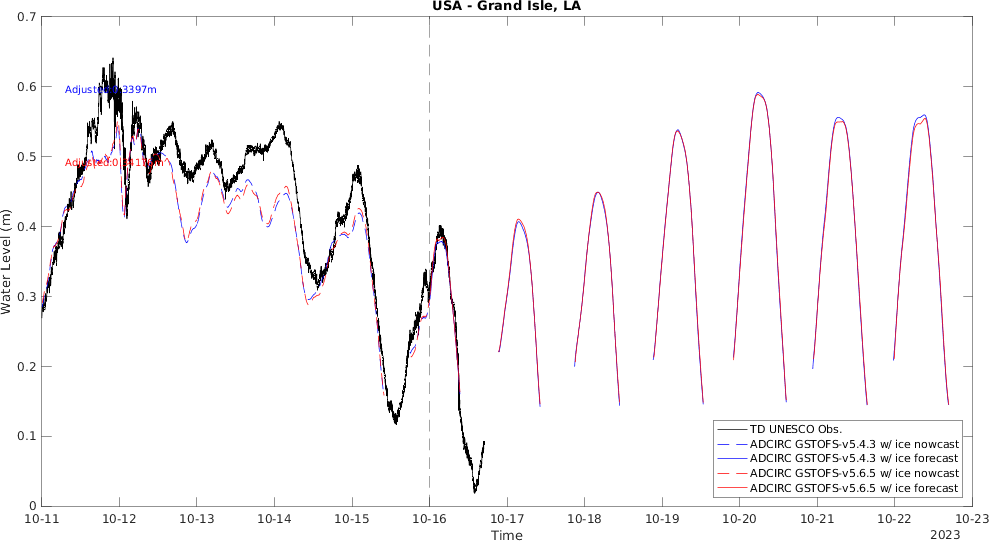 USA - Grand Isle, LA
0.7
0.6
0.5
0.4
0.3
0.2
0.1
0
Water Level (m)
Adjusted:0.3397m
10-11 10-12 10-13 10-14 10-15 10-16 10-17 10-18 10-19 10-20 10-21 10-22 10-23
Time
2023
TD UNESCO Obs.
ADCIRC GSTOFS-v5.4.3 w/ ice nowcast
ADCIRC GSTOFS-v5.4.3 w/ ice forecast
ADCIRC GSTOFS-v5.6.5 w/ ice nowcast
ADCIRC GSTOFS-v5.6.5 w/ ice forecast